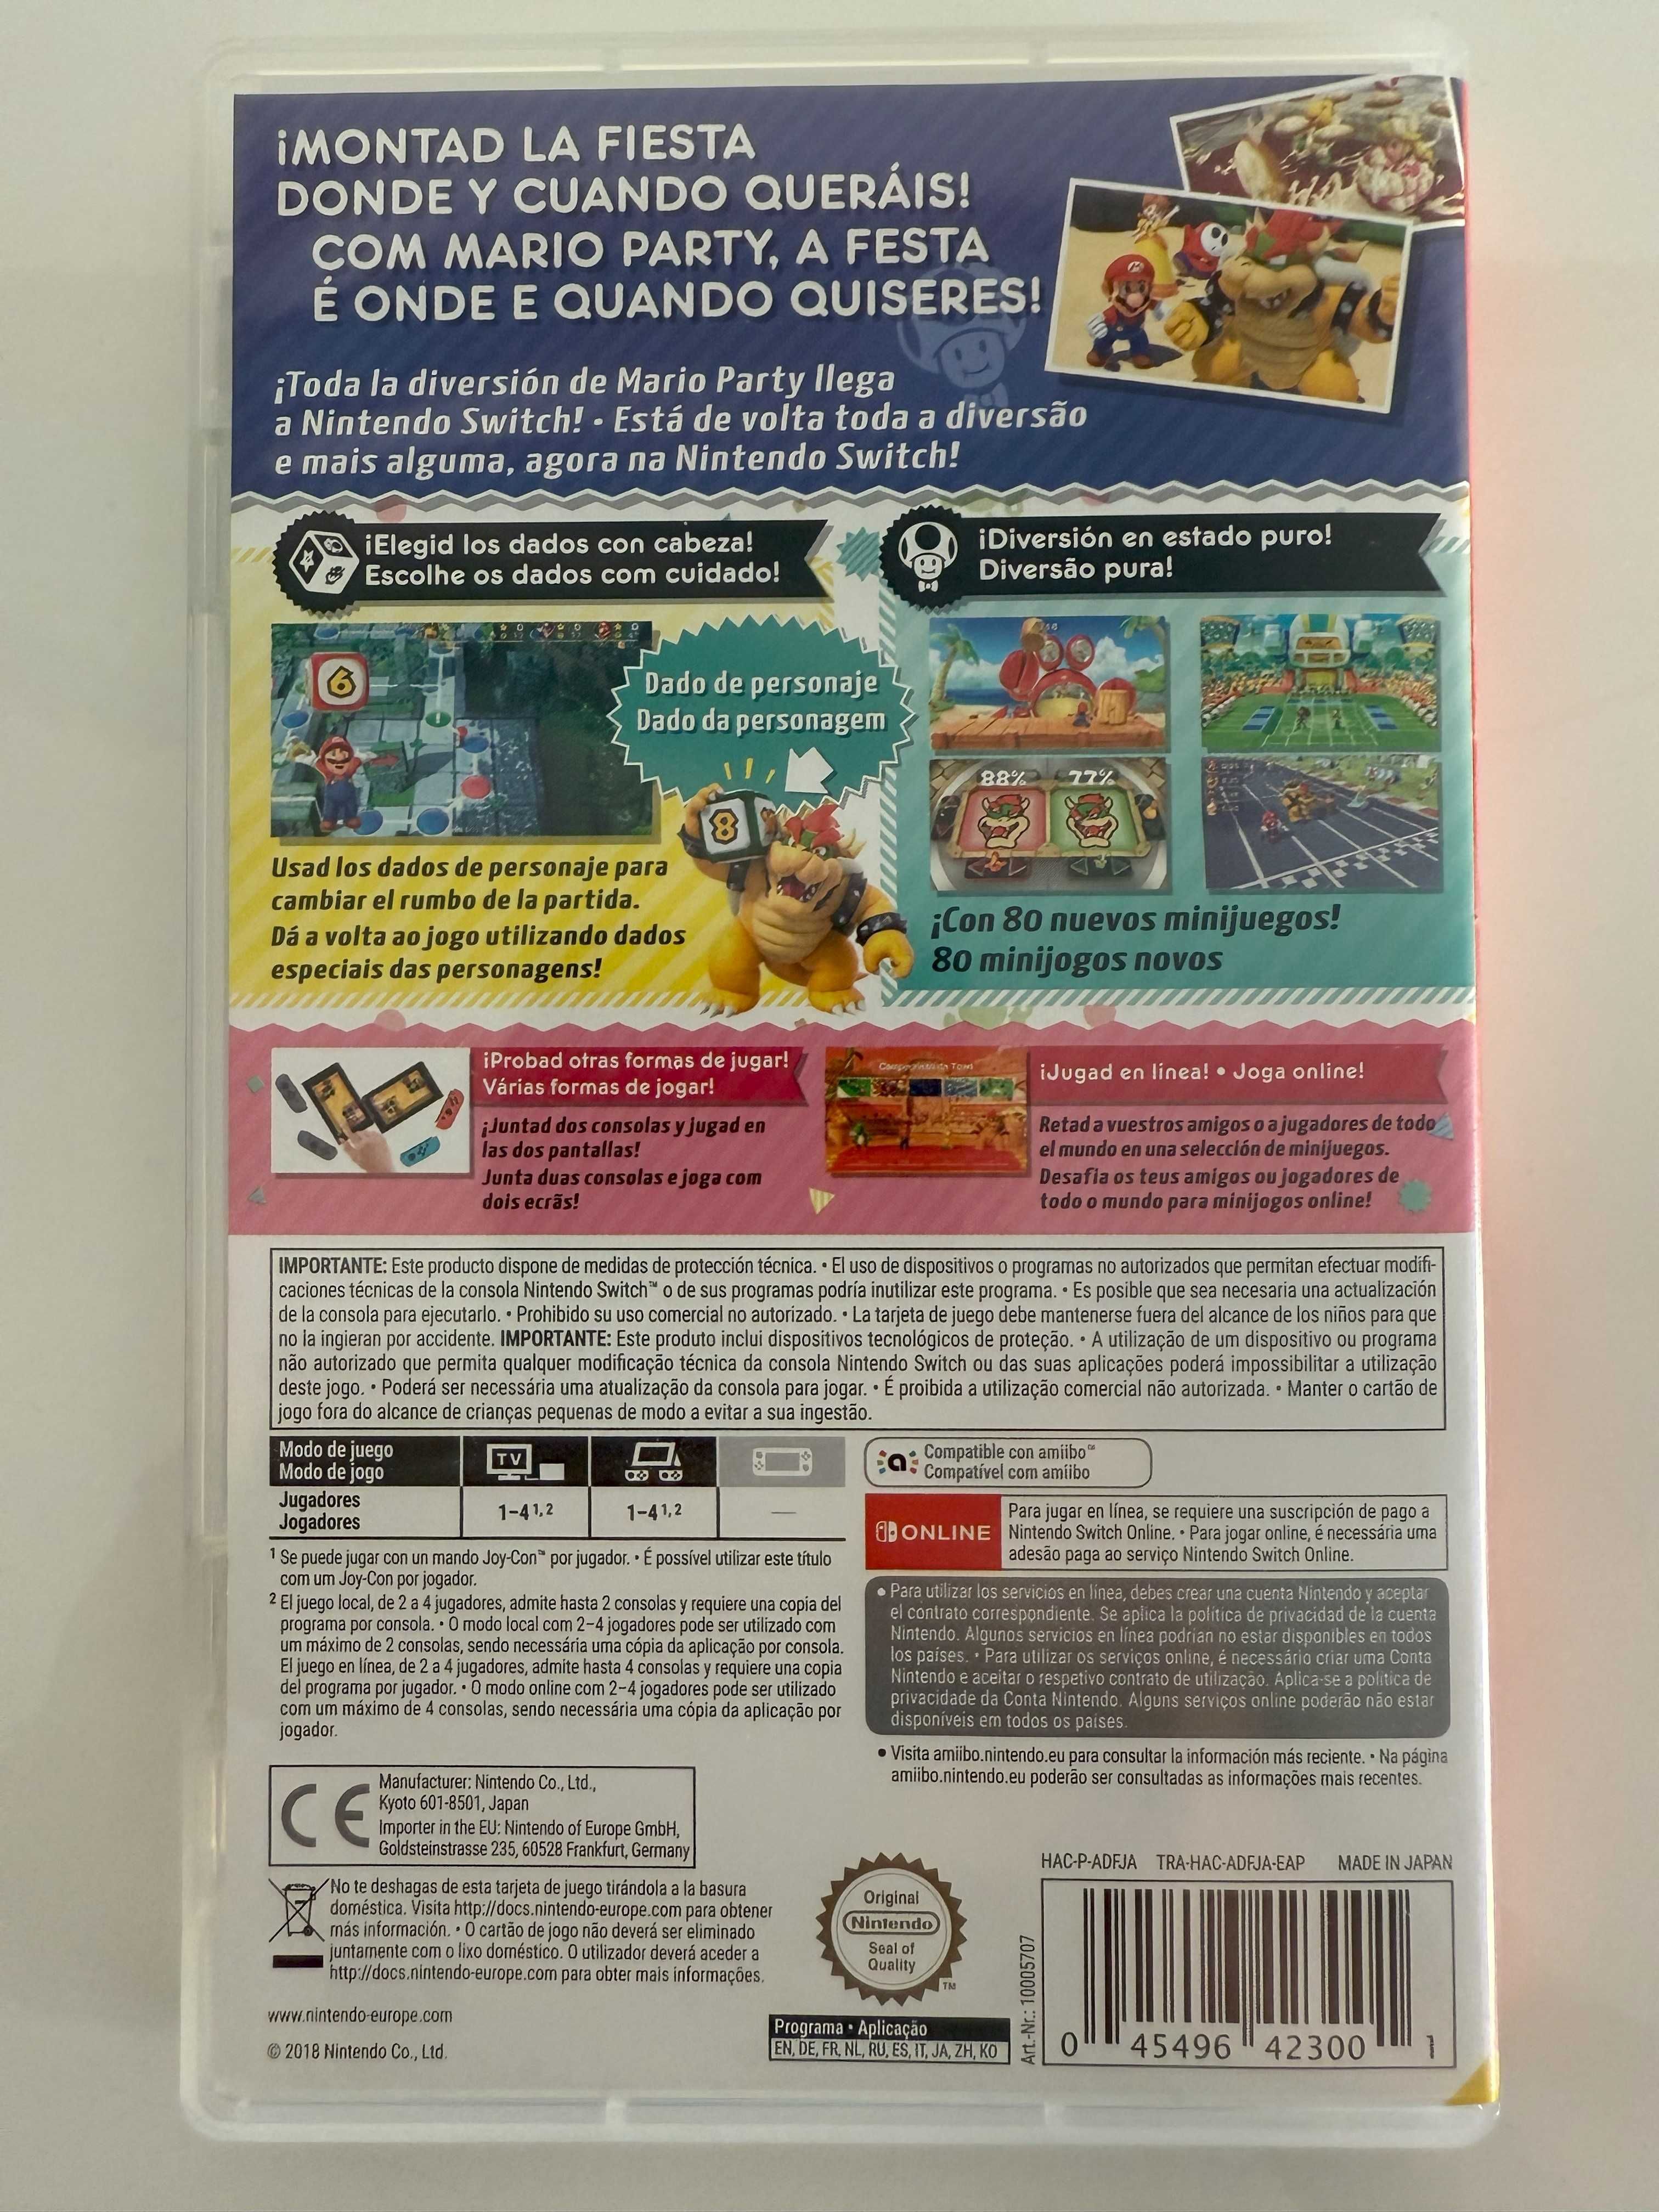 ¡MONTAD LA FIESTA
DONDE Y CUANDO QUERÁIS!
COM MARIO PARTY, A FESTA
É ONDE E QUANDO QUISERES!
¡Toda la diversión de Mario Party llega
a Nintendo Switch! • Está de volta toda a diversão
e mais alguma, agora na Nintendo Switch!
¡Elegid los dados con cabeza!
Escolhe os dados com cuidado!
¡Diversión en estado puro!
Diversão pura!
6
Dado de personaje
Dado da personagem
8
88% 77%
Usad los dados de personaje para
cambiar el rumbo de la partida.
Dá a volta ao jogo utilizando dados
especiais das personagens!
¡Con 80 nuevos minijuegos!
80 minijogos novos
¡Probad otras formas de jugar!
Várias formas de jogar!
¡Juntad dos consolas y jugad en
las dos pantallas!
Junta duas consolas e joga com
dois ecrãs!
¡Jugad en línea! • Joga online!
Retad a vuestros amigos o a jugadores de todo
el mundo en una selección de minijuegos.
Desafia os teus amigos ou jogadores de
todo o mundo para minijogos online!
IMPORTANTE: Este producto dispone de medidas de protección técnica. • El uso de dispositivos o programas no autorizados que permitan efectuar modifi-
caciones técnicas de la consola Nintendo Switch™ o de sus programas podría inutilizar este programa. • Es posible que sea necesaria una actualización
de la consola para ejecutarlo. • Prohibido su uso comercial no autorizado. • La tarjeta de juego debe mantenerse fuera del alcance de los niños para que
no la ingieran por accidente. IMPORTANTE: Este produto inclui dispositivos tecnológicos de proteção. • A utilização de um dispositivo ou programa
não autorizado que permita qualquer modificação técnica da consola Nintendo Switch ou das suas aplicações poderá impossibilitar a utilização
deste jogo. • Poderá ser necessária uma atualização da consola para jogar. • É proibida a utilização comercial não autorizada. • Manter o cartão de
jogo fora do alcance de crianças pequenas de modo a evitar a sua ingestão.
Modo de juego
Modo de jogo
TV
Jugadores
Jogadores
1–4 1, 2
1–4 1, 2
—
1 Se puede jugar con un mando Joy-Con™ por jugador. • É possível utilizar este título
com um Joy-Con por jogador.
2 El juego local, de 2 a 4 jugadores, admite hasta 2 consolas y requiere una copia del
programa por consola. • O modo local com 2–4 jogadores pode ser utilizado com
um máximo de 2 consolas, sendo necessária uma cópia da aplicação por consola.
El juego en línea, de 2 a 4 jugadores, admite hasta 4 consolas y requiere una copia
del programa por jugador. • O modo online com 2–4 jogadores pode ser utilizado
com um máximo de 4 consolas, sendo necessária uma cópia da aplicação por
jogador.
Compatible con amiibo™
Compatível com amiibo
ONLINE
Para jugar en línea, se requiere una suscripción de pago a
Nintendo Switch Online. • Para jogar online, é necessária uma
adesão paga ao serviço Nintendo Switch Online.
• Para utilizar los servicios en línea, debes crear una cuenta Nintendo y aceptar
el contrato correspondiente. Se aplica la política de privacidad de la cuenta
Nintendo. Algunos servicios en línea podrían no estar disponibles en todos
los países. • Para utilizar os serviços online, é necessário criar uma Conta
Nintendo e aceitar o respetivo contrato de utilização. Aplica-se a política de
privacidade da Conta Nintendo. Alguns serviços online poderão não estar
disponíveis em todos os países.
• Visita amiibo.nintendo.eu para consultar la información más reciente. • Na página
amiibo.nintendo.eu poderão ser consultadas as informações mais recentes.
CE
Manufacturer: Nintendo Co., Ltd.,
Kyoto 601-8501, Japan
Importer in the EU: Nintendo of Europe GmbH,
Goldsteinstrasse 235, 60528 Frankfurt, Germany
No te deshagas de esta tarjeta de juego tirándola a la basura
doméstica. Visita http://docs.nintendo-europe.com para obtener
más información. • O cartão de jogo não deverá ser eliminado
juntamente com o lixo doméstico. O utilizador deverá aceder a
http://docs.nintendo-europe.com para obter mais informações.
www.nintendo-europe.com
© 2018 Nintendo Co., Ltd.
Original
Nintendo
Seal of
Quality
TM
Programa • Aplicação
EN, DE, FR, NL, RU, ES, IT, JA, ZH, KO
HAC-P-ADFJA TRA-HAC-ADFJA-EAP MADE IN JAPAN
Art.-Nr.: 10005707
0 45496 42300 1